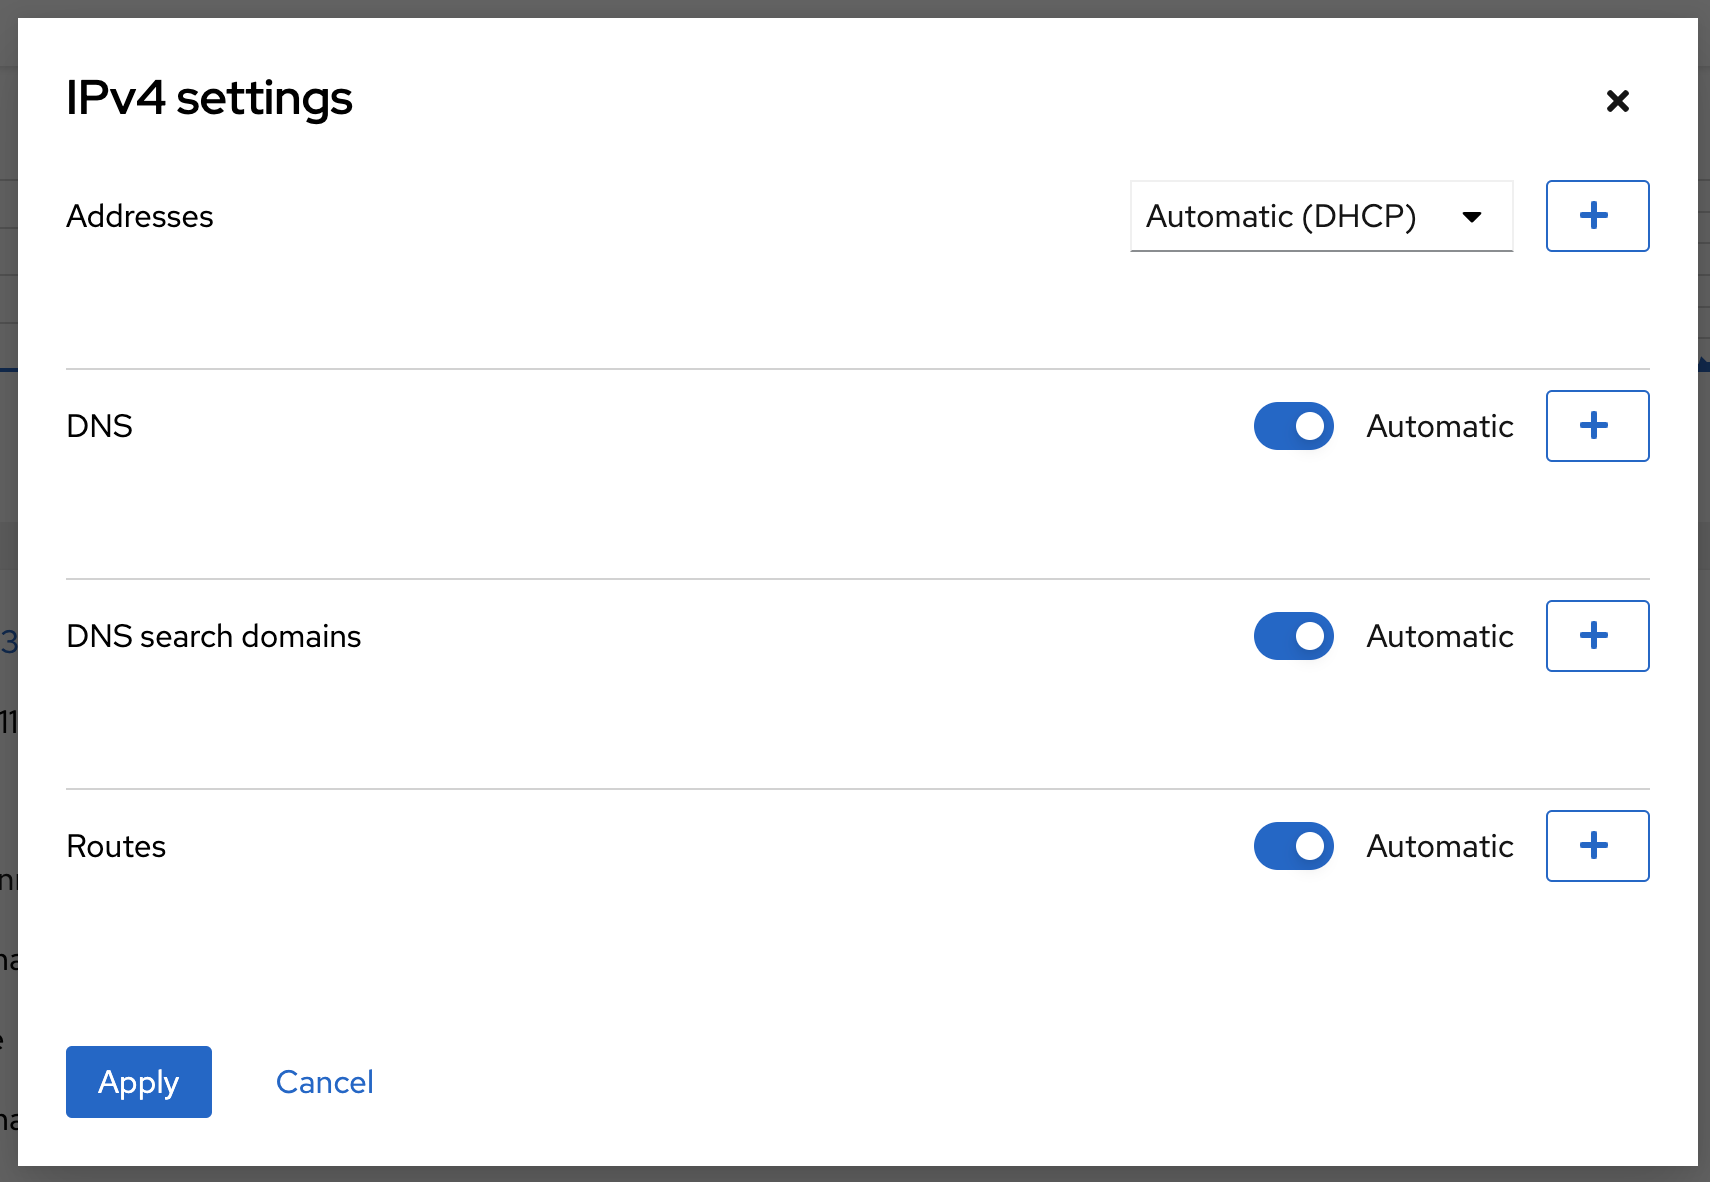 IPv4 settings
Addresses
Automatic (DHCP)
DNS
Automatic
DNS search domains
Automatic
Routes
Automatic
Apply
Cancel